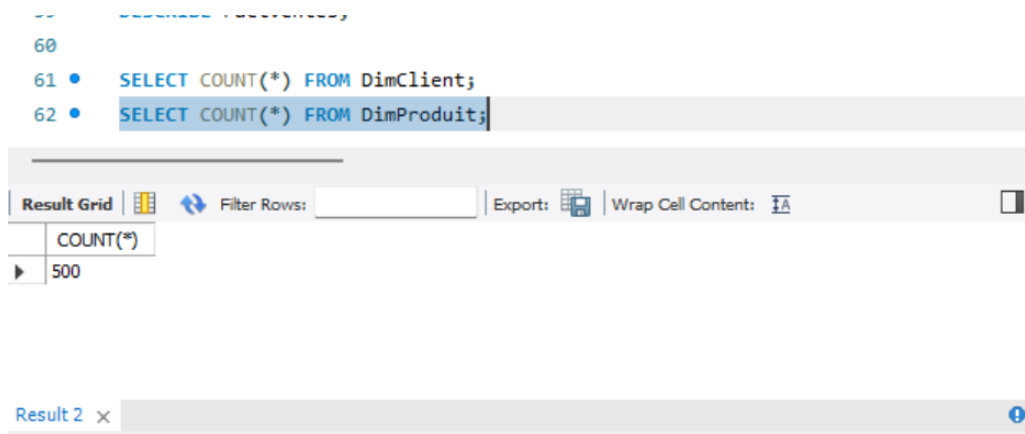 60
61 SELECT COUNT(*) FROM DimClient;
62 SELECT COUNT(*) FROM DimProduit;
Result Grid Filter Rows: Export: Wrap Cell Content: IA
COUNT(*)
500
Result 2 ×